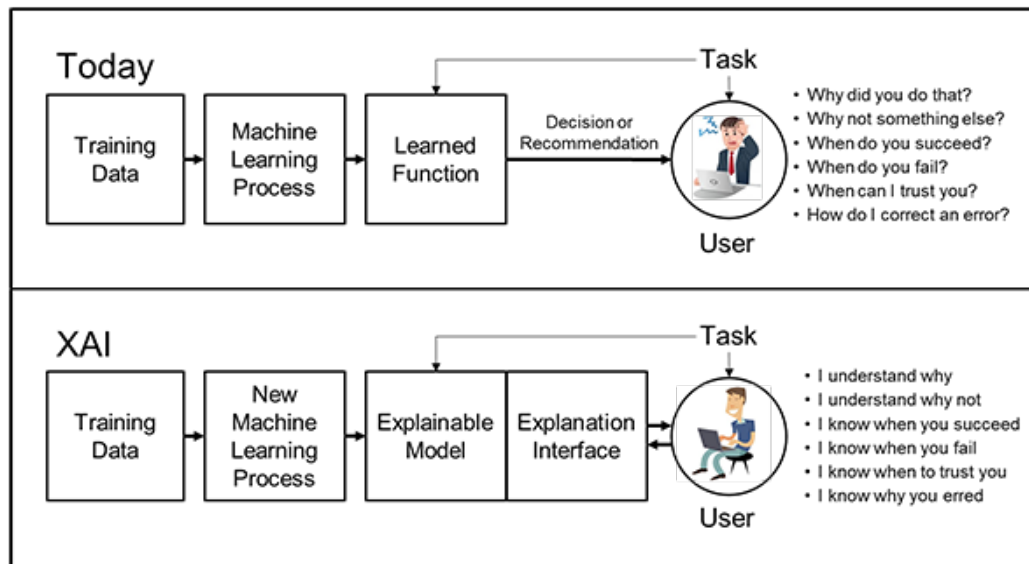 Today
Task
Training
Data
Machine
Learning
Process
Learned
Function
Decision or
Recommendation
User
• Why did you do that?
• Why not something else?
• When do you succeed?
• When do you fail?
• When can I trust you?
• How do I correct an error?
XAI
Task
Training
Data
New
Machine
Learning
Process
Explainable
Model
Explanation
Interface
User
• I understand why
• I understand why not
• I know when you succeed
• I know when you fail
• I know when to trust you
• I know why you erred